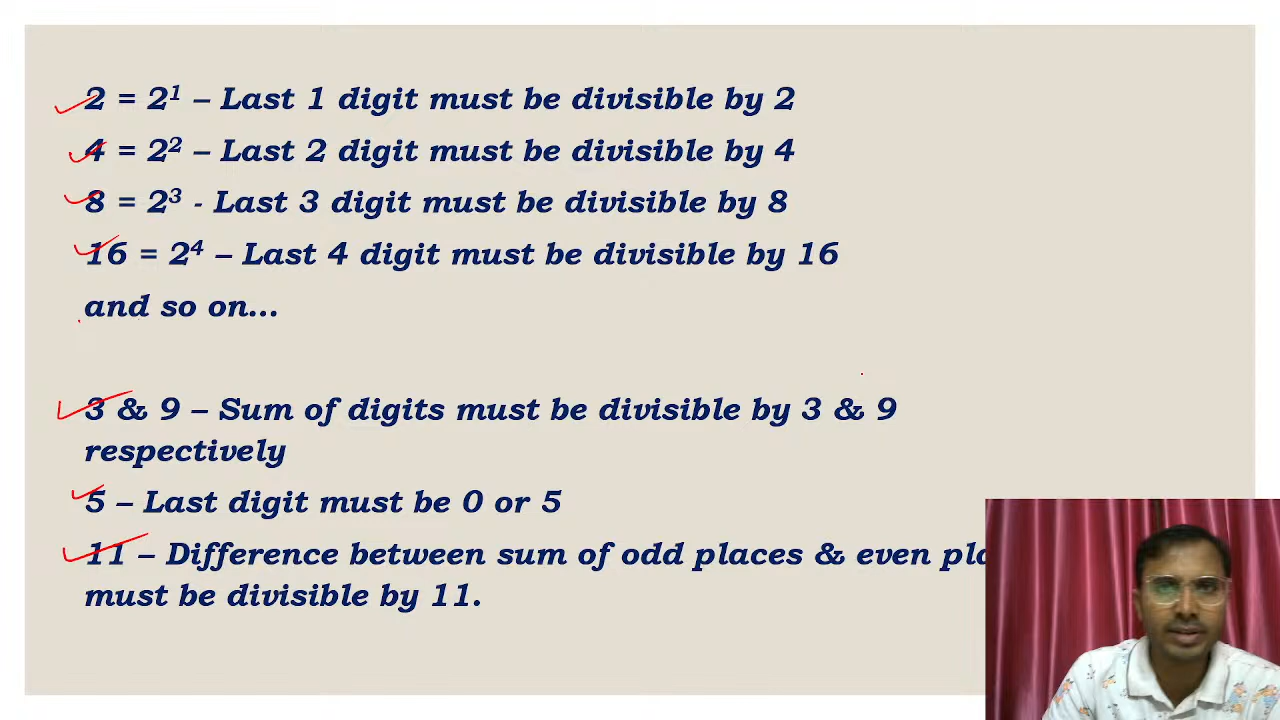 2 = 2¹ – Last 1 digit must be divisible by 2
4 = 2² – Last 2 digit must be divisible by 4
8 = 2³ - Last 3 digit must be divisible by 8
16 = 2⁴ – Last 4 digit must be divisible by 16
and so on...
3 & 9 – Sum of digits must be divisible by 3 & 9
respectively
5 – Last digit must be 0 or 5
11 – Difference between sum of odd places & even
must be divisible by 11.